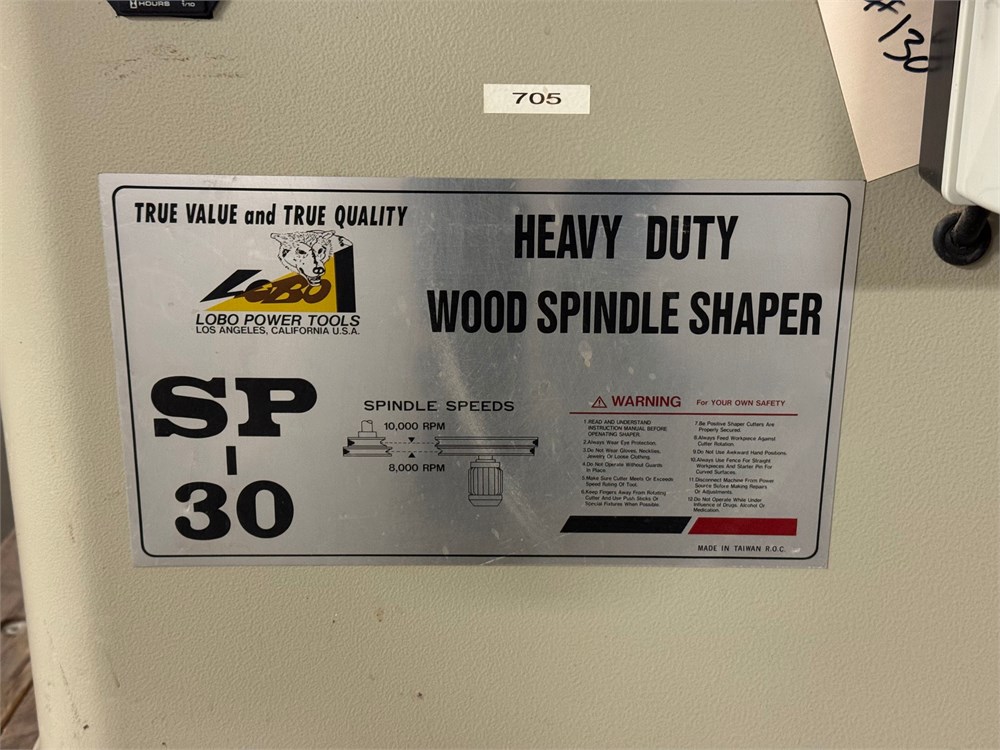 HOURS 1/10
#130
705
TRUE VALUE and TRUE QUALITY
LOBO
LOBO POWER TOOLS
LOS ANGELES, CALIFORNIA U.S.A.
HEAVY DUTY
WOOD SPINDLE SHAPER
SP
-
30
SPINDLE SPEEDS
10,000 RPM
8,000 RPM
WARNING For YOUR OWN SAFETY
1.READ AND UNDERSTAND
INSTRUCTION MANUAL BEFORE
OPERATING SHAPER.
2.Always Wear Eye Protection.
3.Do Not Wear Gloves, Neckties,
Jewelry Or Loose Clothing.
4.Do Not Operate Without Guards
In Place.
5.Make Sure Cutter Meets Or Exceeds
Speed Rating Of Tool.
6.Keep Fingers Away From Rotating
Cutter And Use Push Sticks Or
Special Fixtures When Possible.
7.Be Positive Shaper Cutters Are
Properly Secured.
8.Always Feed Workpiece Against
Cutter Rotation.
9.Do Not Use Awkward Hand Positions.
10.Always Use Fence For Straight
Workpieces And Starter Pin For
Curved Surfaces.
11.Disconnect Machine From Power
Source Before Making Repairs
Or Adjustments.
12.Do Not Operate While Under
Influence of Drugs, Alcohol Or
Medication.
MADE IN TAIWAN R.O.C.